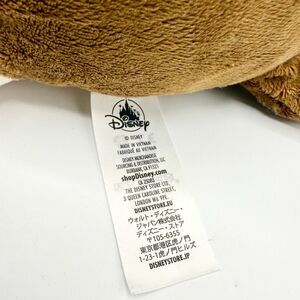 Disney
© DISNEY
MADE IN VIETNAM
FABRIQUÉ AU VIETNAM
DISNEY MERCHANDISE
SOURCING & DISTRIBUTION LLC
BURBANK, CA 91521
shopDisney.com
THE DISNEY STORE LTD.
3 QUEEN CAROLINE ST.
LONDON W6 9PE
DISNEYSTORE.EU
ウォルト・ディズニー・
ジャパン株式会社
ディズニーストア
〒105-6355
東京都港区虎ノ門
1-23-1虎ノ門ヒルズ
DISNEYSTORE.JP